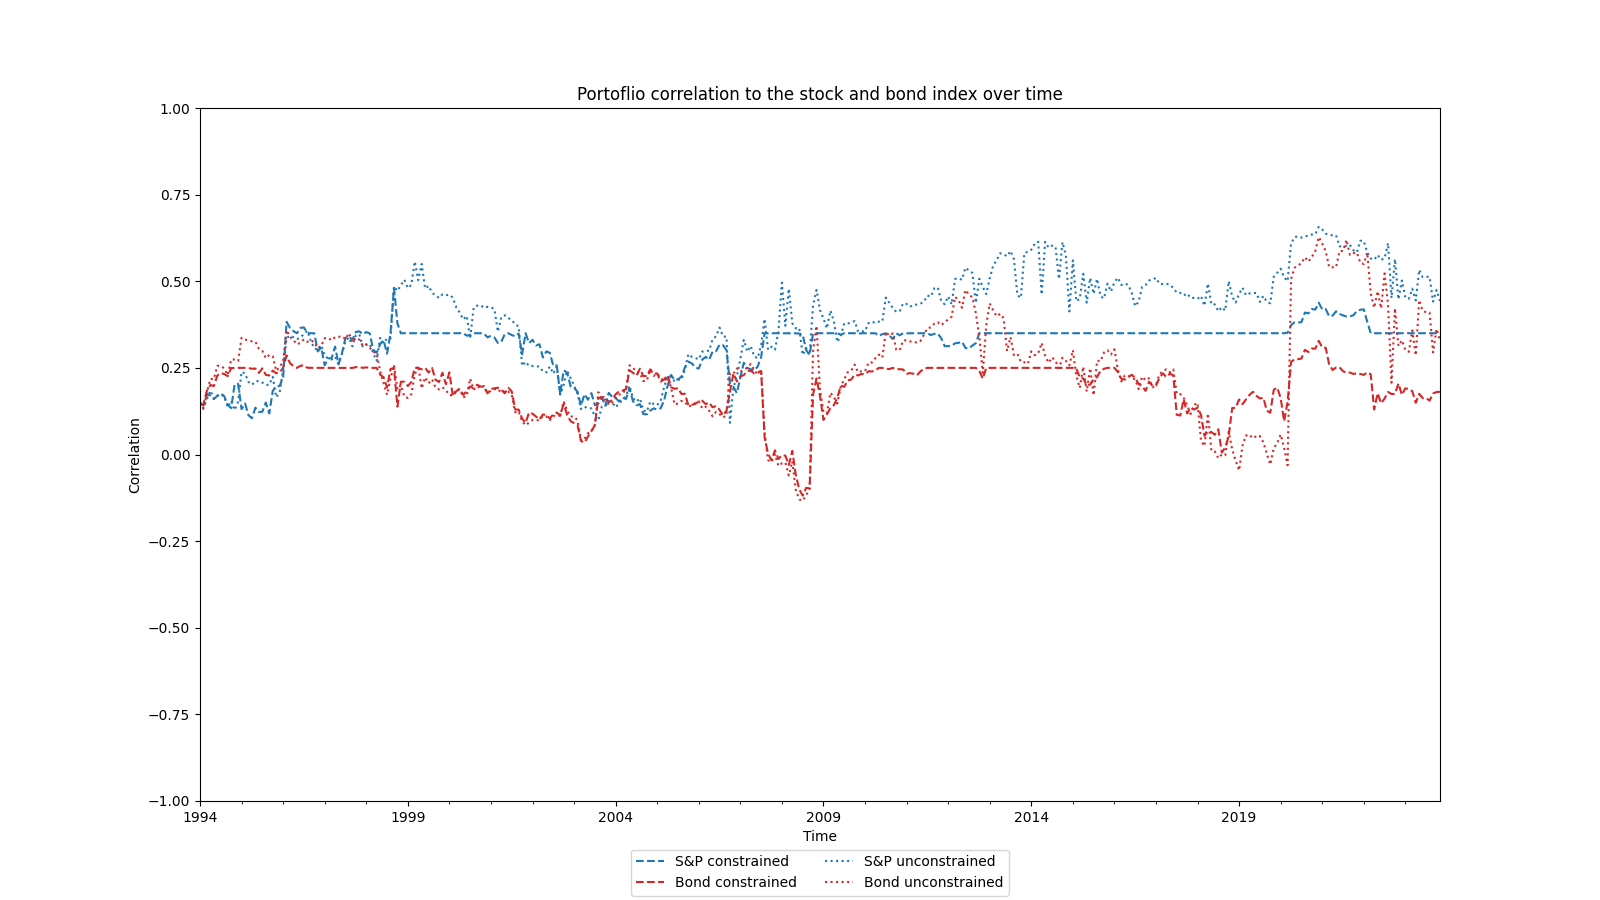 Portoflio correlation to the stock and bond index over time
1.00
0.75
0.50
0.25
0.00
−0.25
−0.50
−0.75
−1.00
Correlation
1994 1999 2004 2009 2014 2019
Time
S&P constrained S&P unconstrained
Bond constrained Bond unconstrained